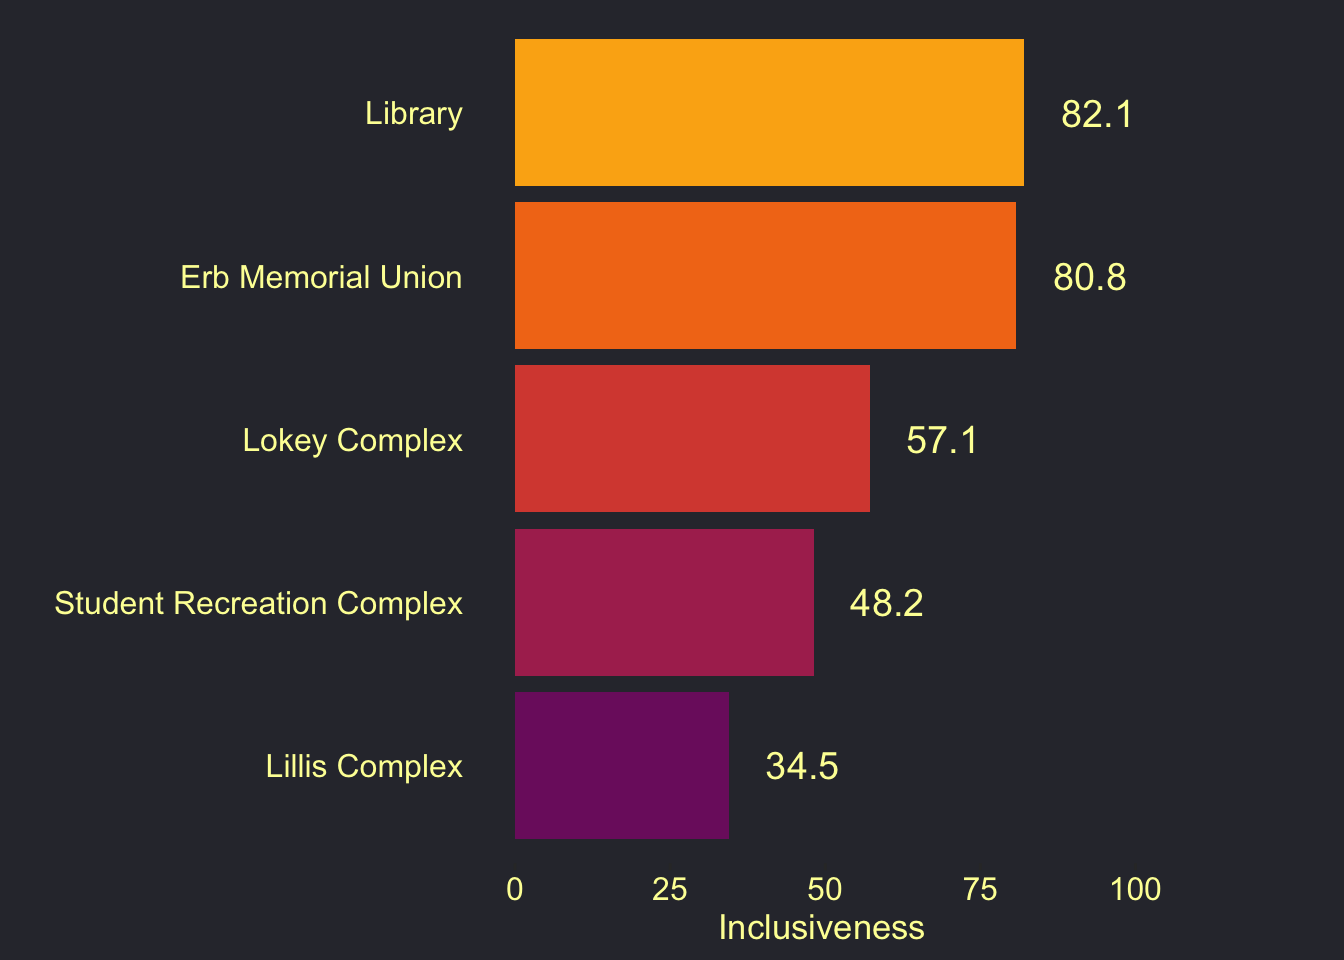 Library 82.1
Erb Memorial Union 80.8
Lokey Complex 57.1
Student Recreation Complex 48.2
Lillis Complex 34.5
0 25 50 75 100
Inclusiveness